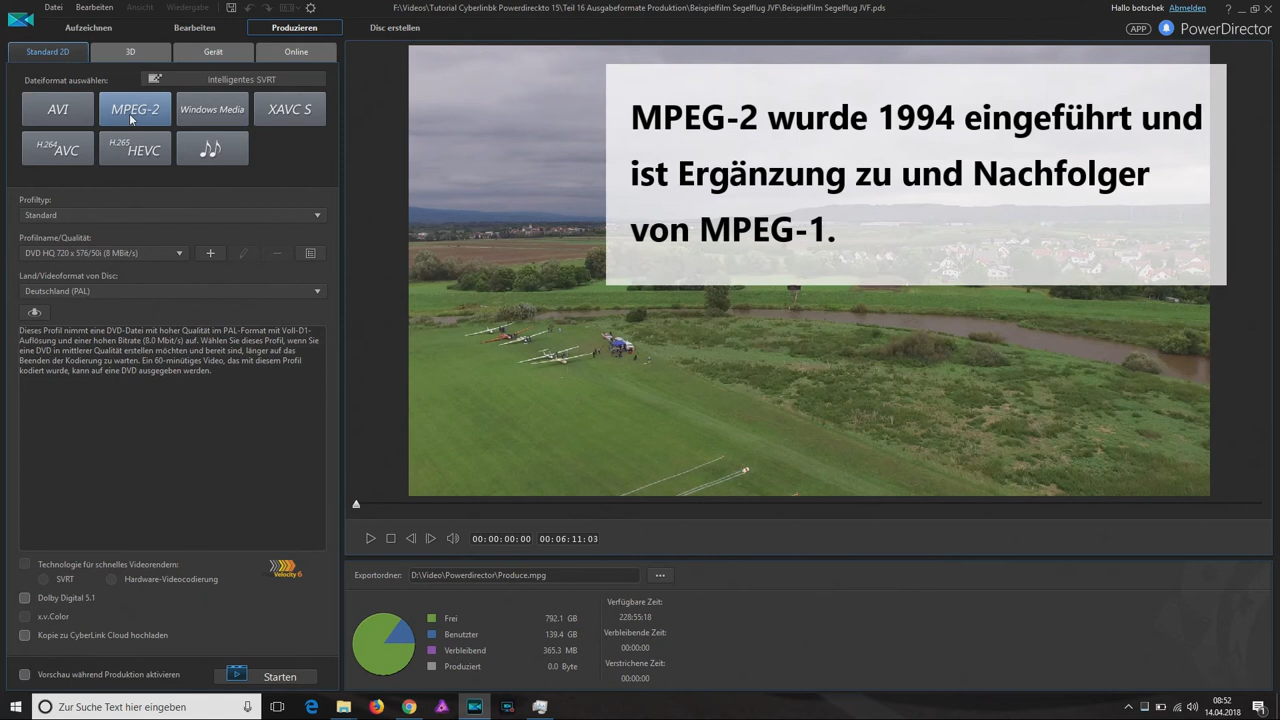 Datei Bearbeiten Ansicht Wiedergabe
F:\Videos\Tutorial Cyberlink Powerdireckto 15\Teil 16 Ausgabeformate Produktion\Beispielfilm Segelflug JVF\Beispielfilm Segelflug JVF.pds
Hallo botschek Abmelden
Aufzeichnen Bearbeiten Produzieren Disc erstellen
APP PowerDirector
Standard 2D 3D Gerät Online
Dateiformat auswählen: Intelligentes SVRT
AVI MPEG-2 Windows Media XAVC S
H.264 AVC H.265 HEVC
MPEG-2 wurde 1994 eingeführt und
ist Ergänzung zu und Nachfolger
von MPEG-1.
Profiltyp:
Standard
Profilname/Qualität:
DVD HQ 720 x 576/50i (8 MBit/s)
Land/Videoformat von Disc:
Deutschland (PAL)
Dieses Profil nimmt eine DVD-Datei mit hoher Qualität im PAL-Format mit Voll-D1-
Auflösung und einer hohen Bitrate (8.0 Mbit/s) auf. Wählen Sie dieses Profil, wenn Sie
eine DVD in mittlerer Qualität erstellen möchten und bereit sind, länger auf das
Beenden der Kodierung zu warten. Ein 60-minütiges Video, das mit diesem Profil
kodiert wurde, kann auf eine DVD ausgegeben werden.
00:00:00:00 00:06:11:03
Technologie für schnelles Videorendern:
SVRT Hardware-Videocodierung
Velocity 6
Dolby Digital 5.1
x.v.Color
Kopie zu CyberLink Cloud hochladen
Vorschau während Produktion aktivieren
Starten
Exportordner: D:\Video\Powerdirector\Produce.mpg ...
Frei 792.1 GB
Benutzter 139.4 GB
Verbleibend 365.3 MB
Produziert 0.0 Byte
Verfügbare Zeit:
228:55:18
Verbleibende Zeit:
00:00:00
Verstrichene Zeit:
00:00:00
Zur Suche Text hier eingeben
08:52
14.04.2018